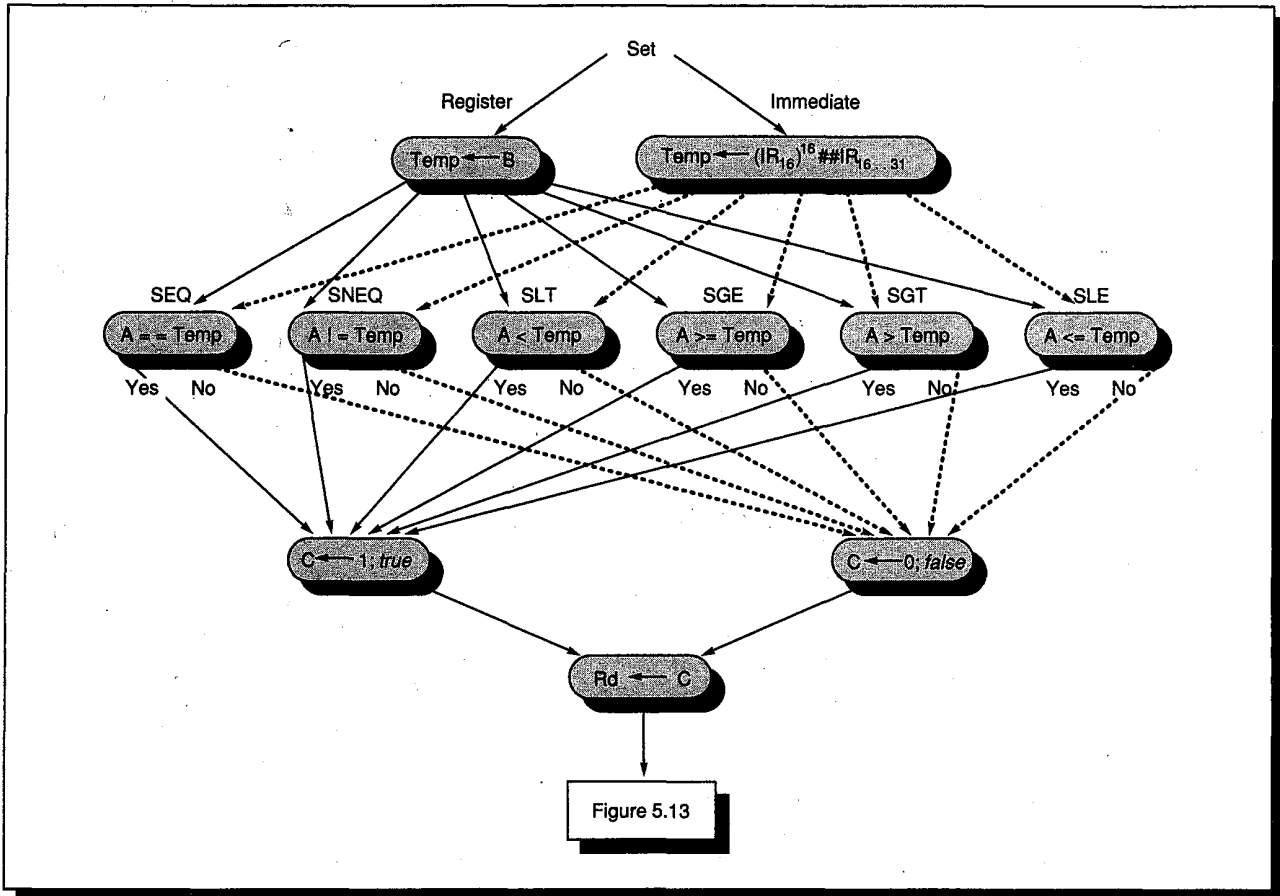 Set
Register Immediate
Temp ← B Temp ← (IR₁₆)¹⁶##IR₁₆...₃₁
SEQ SNEQ SLT SGE SGT SLE
A = = Temp A ! = Temp A < Temp A >= Temp A > Temp A <= Temp
Yes No Yes No Yes No Yes No Yes No Yes No
C ← 1; true C ← 0; false
Rd ← C
Figure 5.13